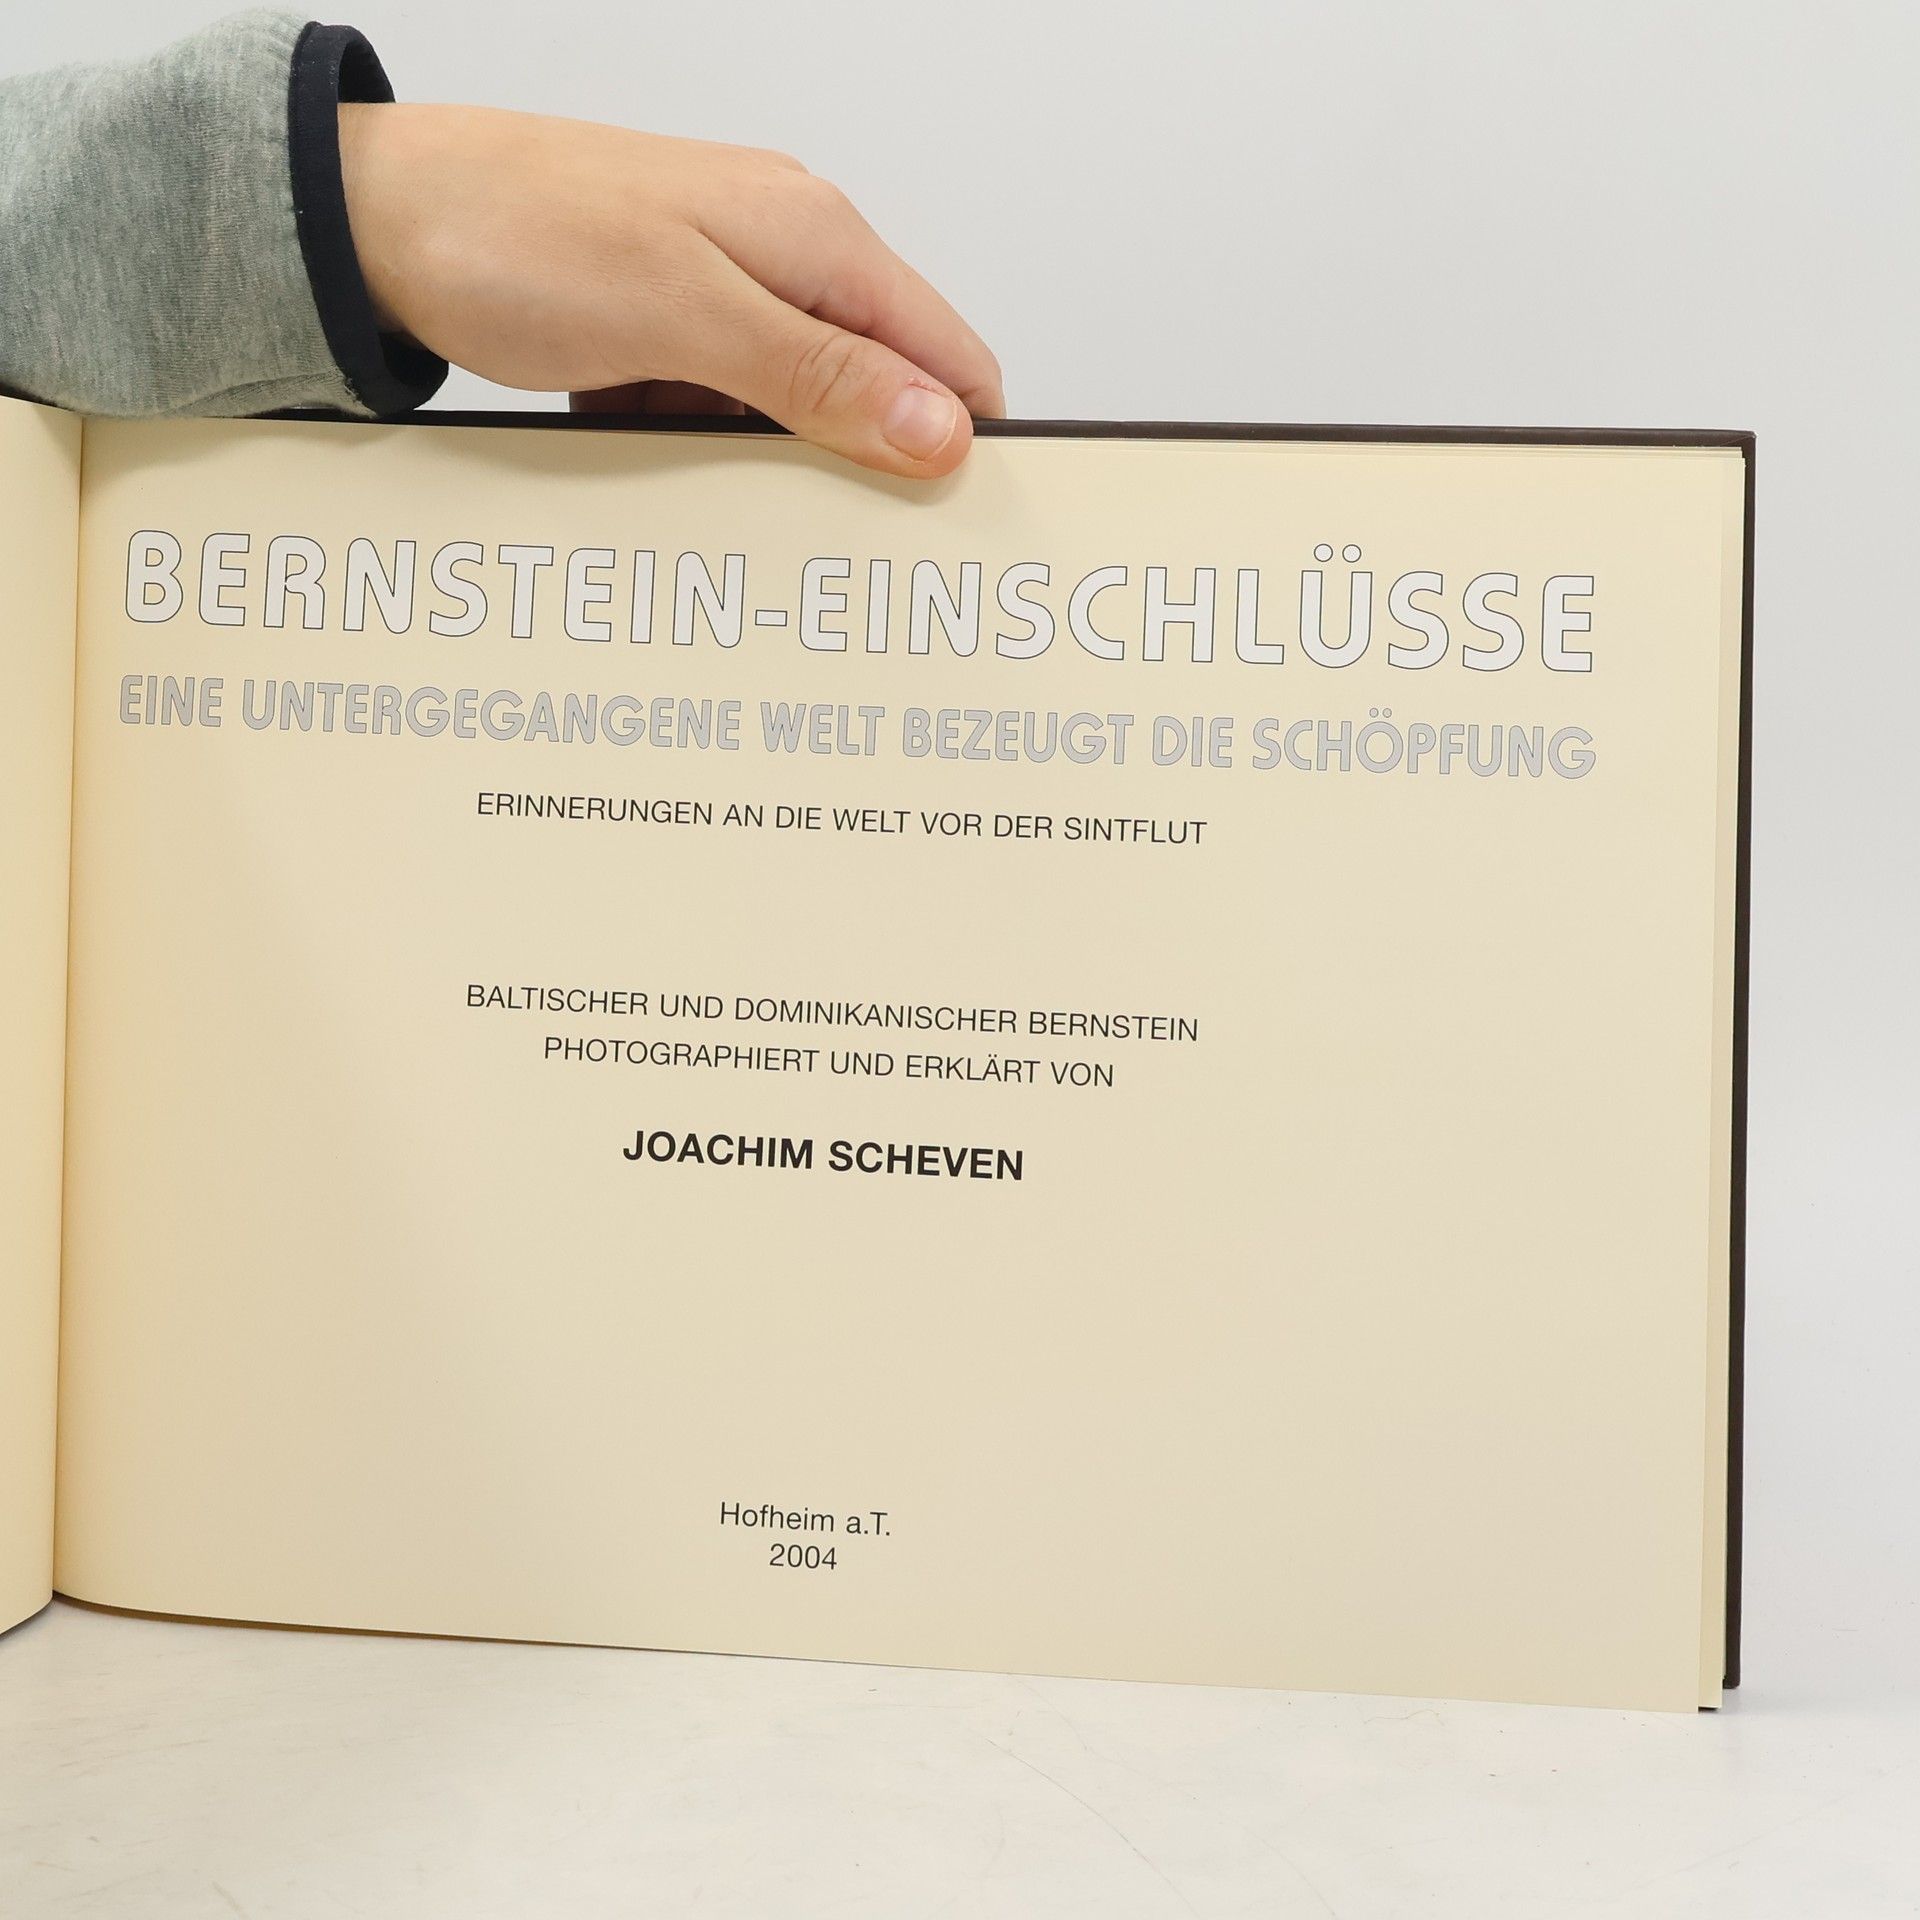 BERNSTEIN-EINSCHLÜSSE
EINE UNTERGEGANGENE WELT BEZEUGT DIE SCHÖPFUNG
ERINNERUNGEN AN DIE WELT VOR DER SINTFLUT
BALTISCHER UND DOMINIKANISCHER BERNSTEIN
PHOTOGRAPHIERT UND ERKLÄRT VON
JOACHIM SCHEVEN
Hofheim a.T.
2004